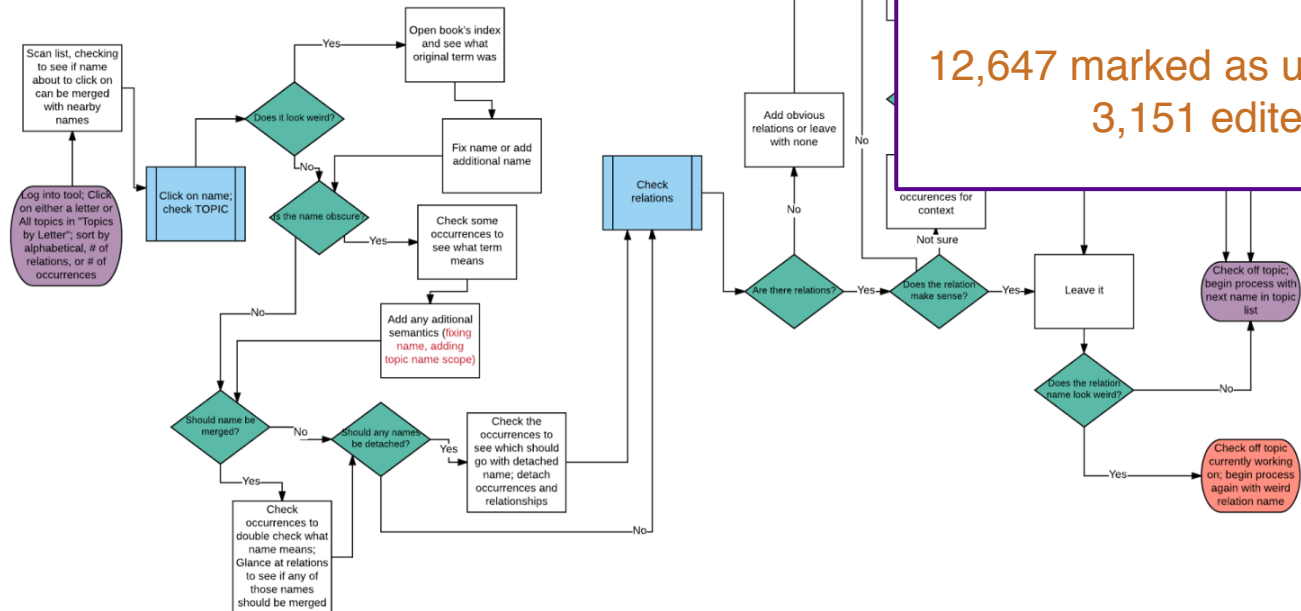 Scan list, checking
to see if name
about to click on
can be merged
with nearby
names
Log into tool; Click
on either a letter or
All topics in "Topics
by Letter"; sort by
alphabetical, # of
relations, or # of
occurrences
Click on name;
check TOPIC
Does it look weird?
Yes
Open book's index
and see what
original term was
Fix name or add
additional name
No
Is the name obscure?
Yes
Check some
occurrences to
see what term
means
Add any aditional
semantics (fixing
name, adding
topic name scope)
No
Should name be
merged?
No
Should any names
be detached?
Yes
Check the
occurrences to
see which should
go with detached
name; detach
occurrences and
relationships
Yes
Check
occurrences to
double check what
name means;
Glance at relations
to see if any of
those names
should be merged
No
Check
relations
Are there relations?
No
Add obvious
relations or leave
with none
Yes
Does the relation
make sense?
No
Not sure
occurences for
context
Yes
Leave it
Does the relation
name look weird?
No
Check off topic;
begin process with
next name in topic
list
Yes
Check off topic
currently working
on; begin process
again with weird
relation name
12,647 marked as u
3,151 edite